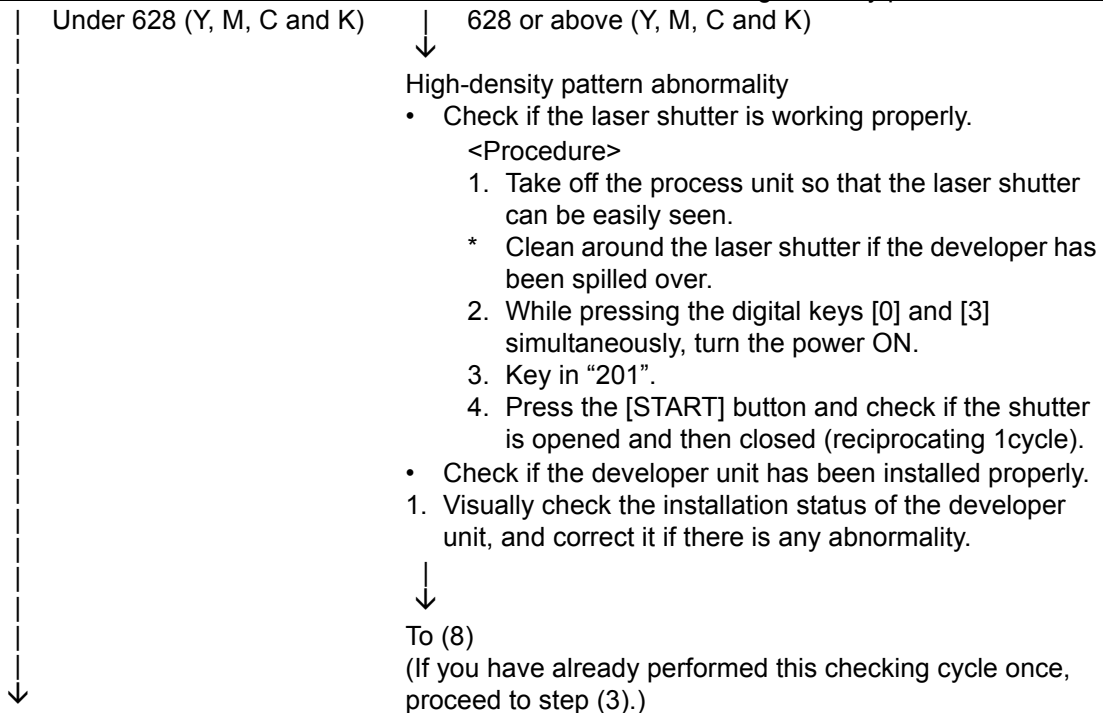 Under 628 (Y, M, C and K)
628 or above (Y, M, C and K)
High-density pattern abnormality
• Check if the laser shutter is working properly.
<Procedure>
1. Take off the process unit so that the laser shutter
can be easily seen.
* Clean around the laser shutter if the developer has
been spilled over.
2. While pressing the digital keys [0] and [3]
simultaneously, turn the power ON.
3. Key in “201”.
4. Press the [START] button and check if the shutter
is opened and then closed (reciprocating 1cycle).
• Check if the developer unit has been installed properly.
1. Visually check the installation status of the developer
unit, and correct it if there is any abnormality.
To (8)
(If you have already performed this checking cycle once,
proceed to step (3).)